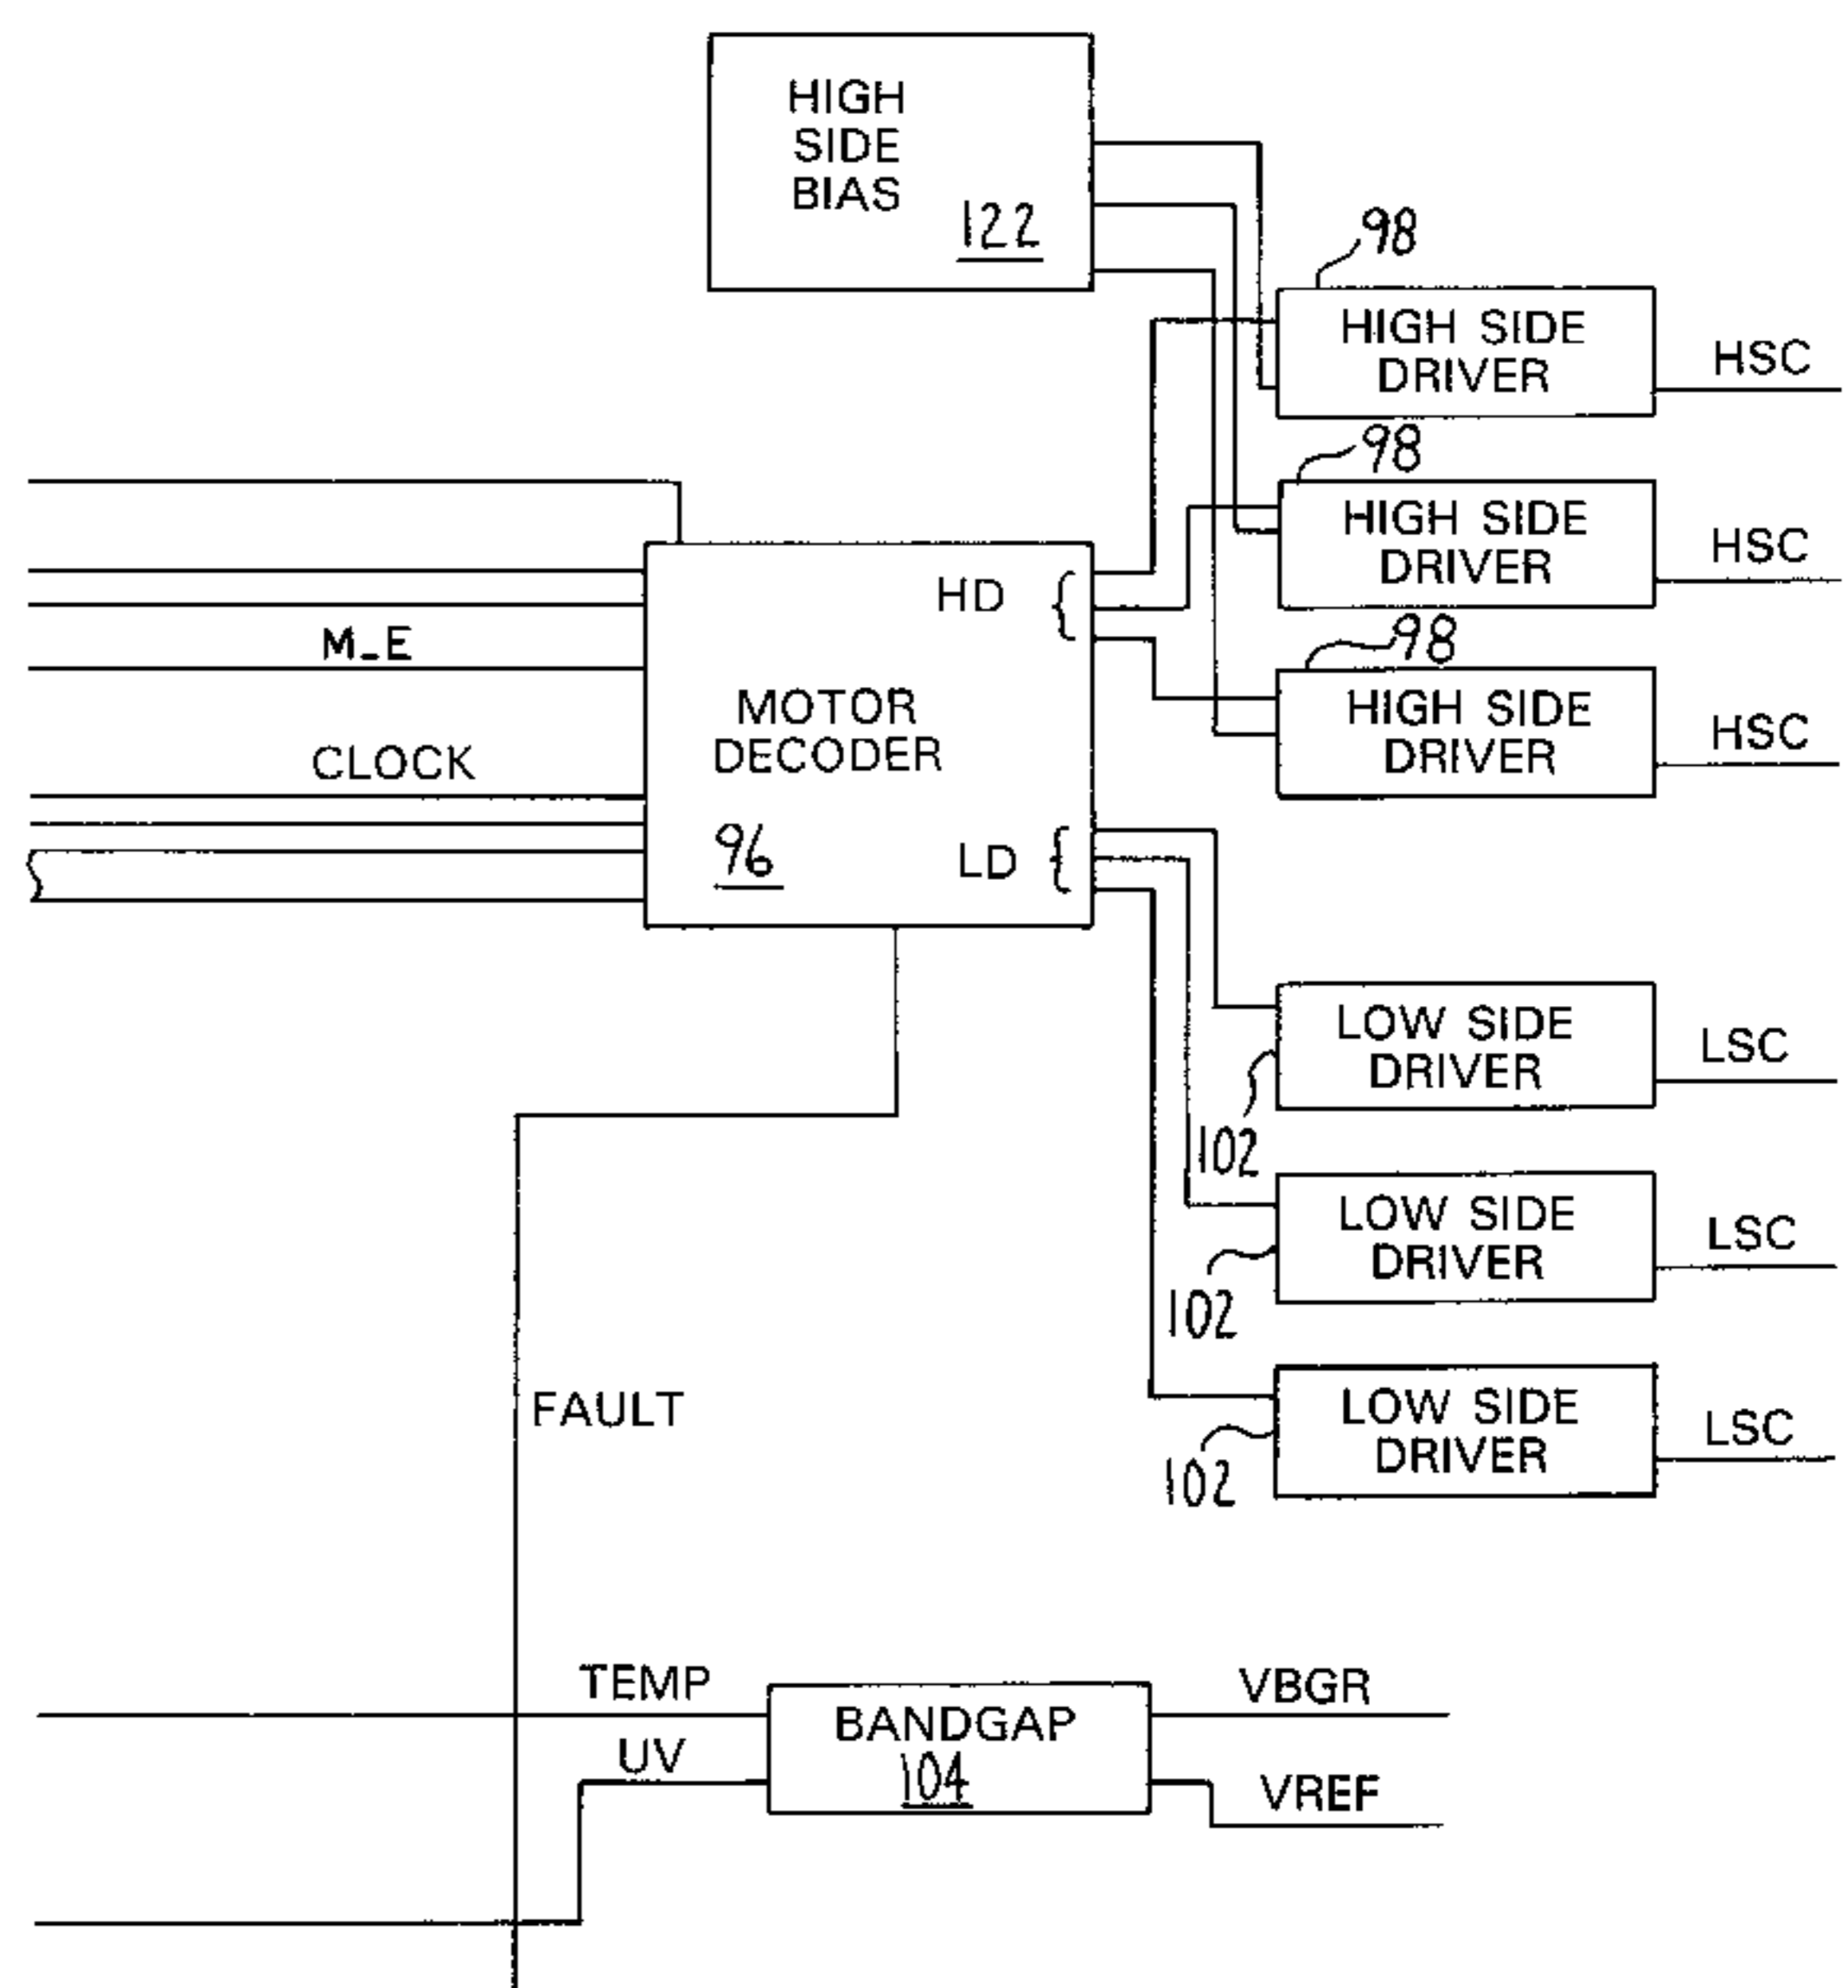 HIGH
SIDE
BIAS
122
98
HIGH SIDE
DRIVER
HSC
98
HIGH SIDE
DRIVER
HSC
HD {
98
M_E
HIGH SIDE
DRIVER
HSC
MOTOR
DECODER
CLOCK
96
LD {
LOW SIDE
DRIVER
LSC
102
LOW SIDE
DRIVER
LSC
102
FAULT
LOW SIDE
DRIVER
LSC
102
TEMP
VBGR
BANDGAP
104
UV
VREF